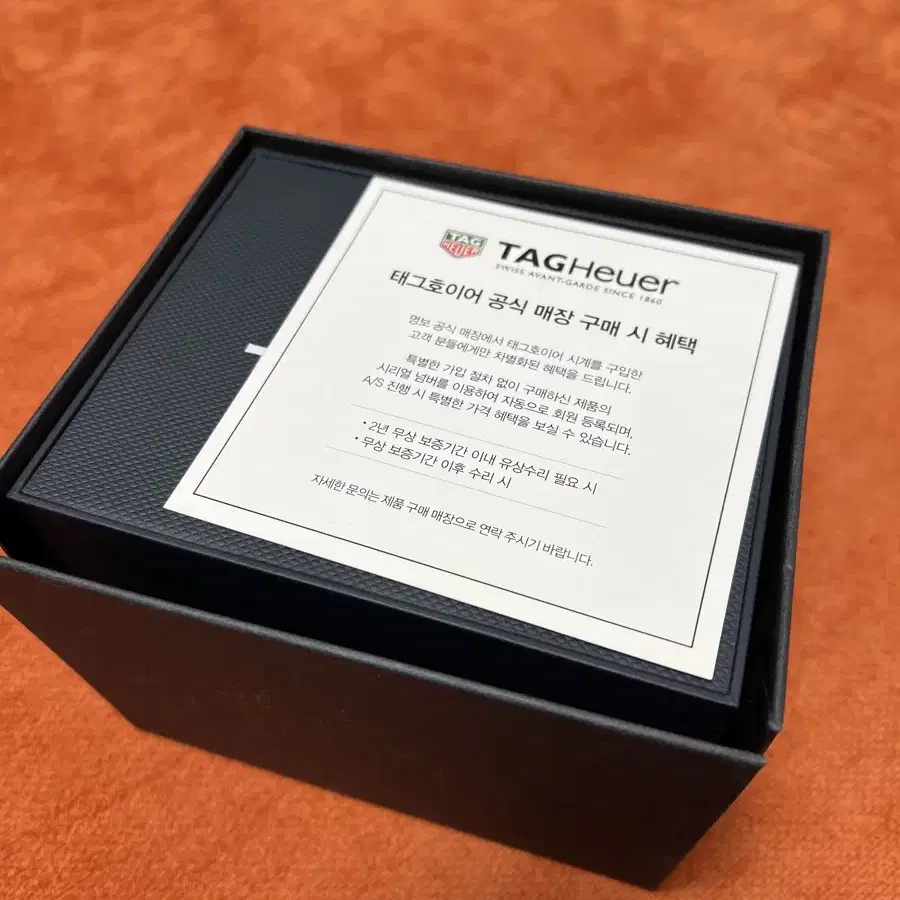 TAG
HEUER
TAGHeuer
SWISS AVANT-GARDE SINCE 1860
태그호이어 공식 매장 구매 시 혜택
명보 공식 매장에서 태그호이어 시계를 구입한
고객 분들에게만 차별화된 혜택을 드립니다.
특별한 가입 절차 없이 구매하신 제품의
시리얼 넘버를 이용하여 자동으로 회원 등록되며,
A/S 진행 시 특별한 가격 혜택을 보실 수 있습니다.
• 2년 무상 보증기간 이내 유상수리 필요 시
• 무상 보증기간 이후 수리 시
자세한 문의는 제품 구매 매장으로 연락 주시기 바랍니다.